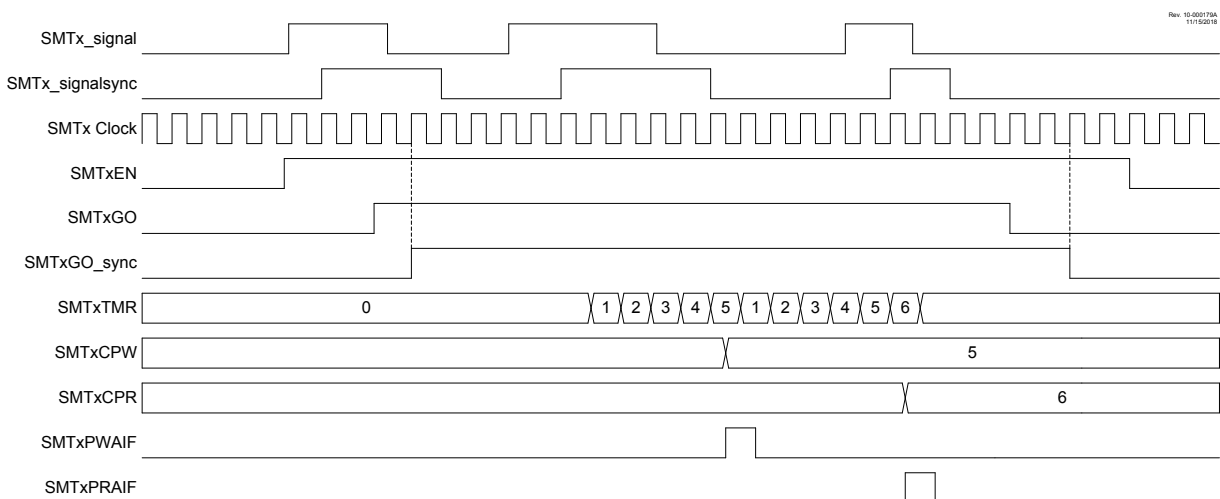 Rev. 10-000179A
11/15/2018
SMTx_signal
SMTx_signalsync
SMTx Clock
SMTxEN
SMTxGO
SMTxGO_sync
SMTxTMR 0 1 2 3 4 5 1 2 3 4 5 6
SMTxCPW 5
SMTxCPR 6
SMTxPWAIF
SMTxPRAIF